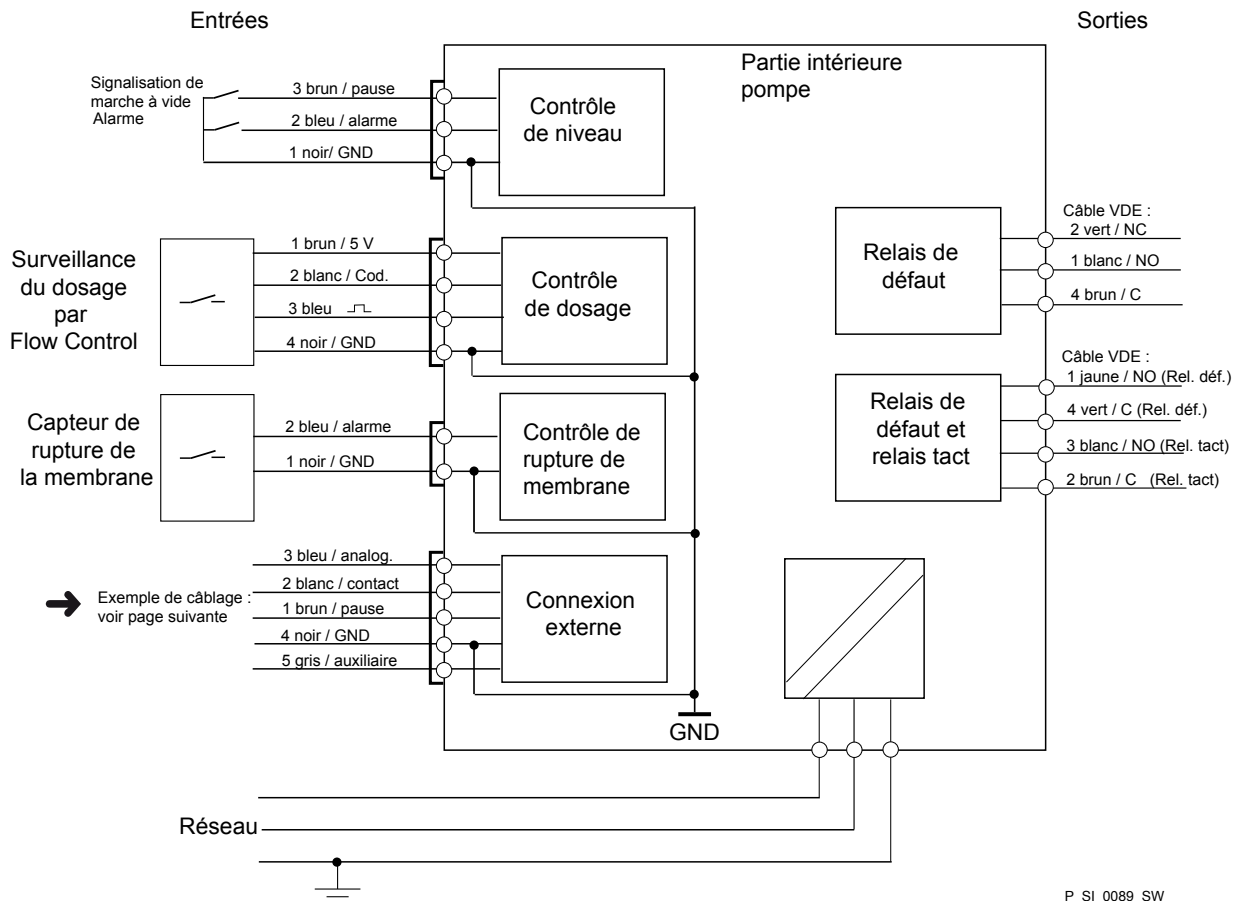 Entrées
Sorties
Partie intérieure
pompe
Signalisation de
marche à vide
Alarme
3 brun / pause
2 bleu / alarme
1 noir/ GND
Contrôle
de niveau
Surveillance
du dosage
par
Flow Control
1 brun / 5 V
2 blanc / Cod.
3 bleu
4 noir / GND
Contrôle
de dosage
Capteur de
rupture de
la membrane
2 bleu / alarme
1 noir / GND
Contrôle de
rupture de
membrane
Exemple de câblage :
voir page suivante
3 bleu / analog.
2 blanc / contact
1 brun / pause
4 noir / GND
5 gris / auxiliaire
Connexion
externe
GND
Relais de
défaut
Câble VDE :
2 vert / NC
1 blanc / NO
4 brun / C
Relais de
défaut et
relais tact
Câble VDE :
1 jaune / NO (Rel. déf.)
4 vert / C (Rel. déf.)
3 blanc / NO (Rel. tact)
2 brun / C (Rel. tact)
Réseau
P_SI_0089_SW